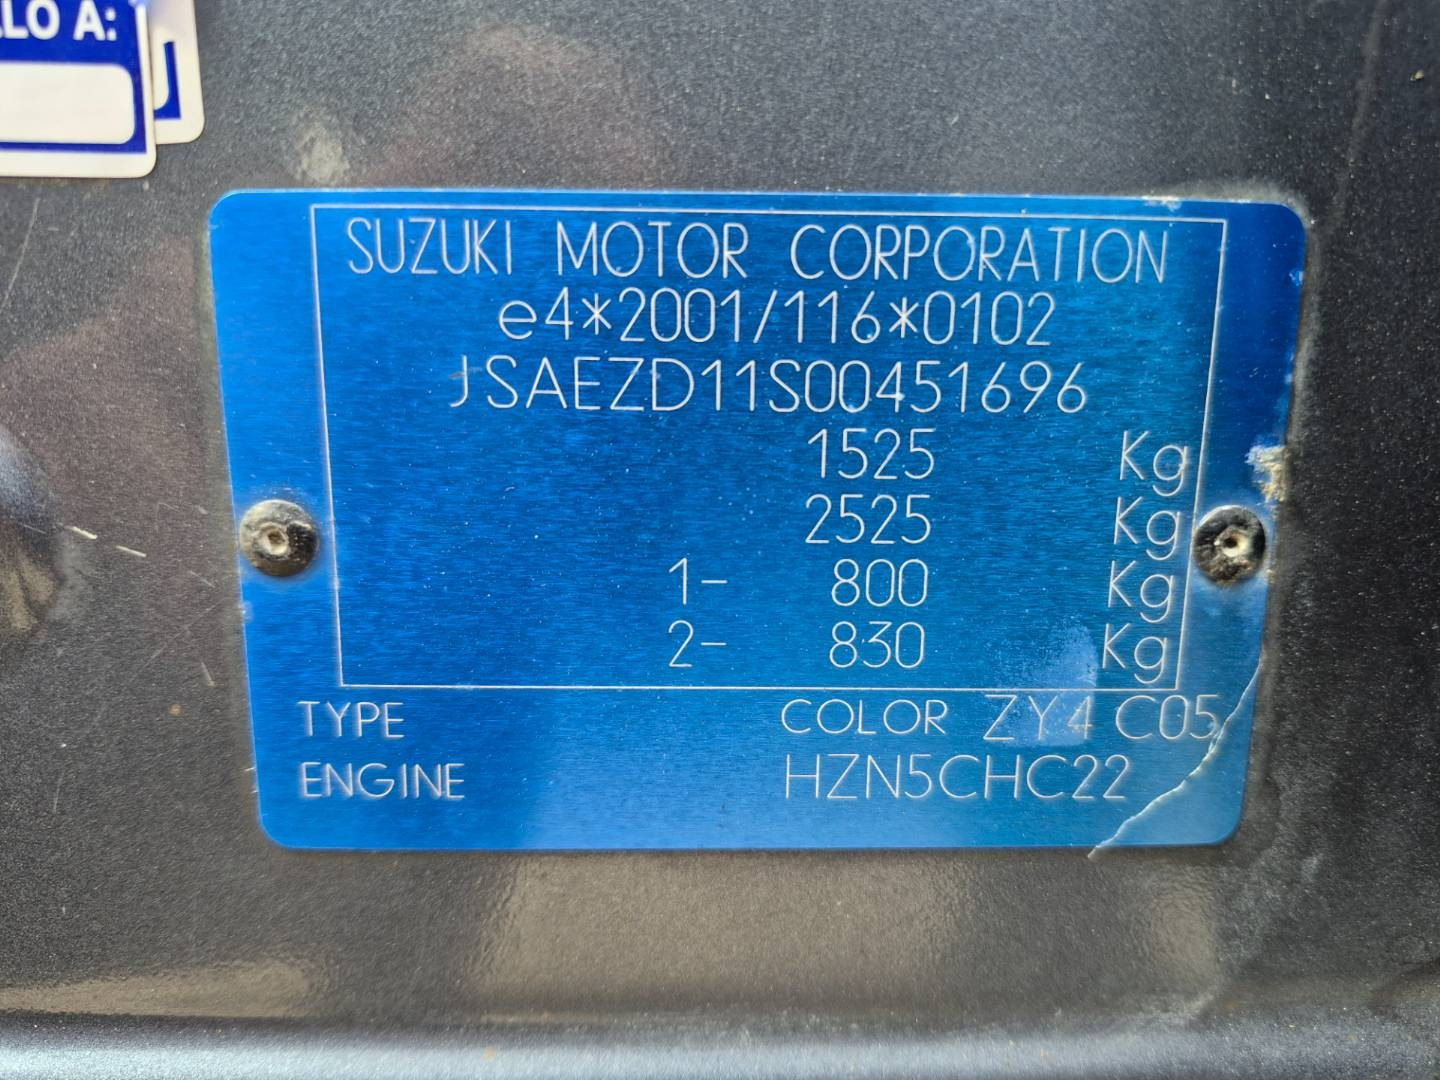 LLO A:
SUZUKI MOTOR CORPORATION
e4*2001/116*0102
JSAEZD11S00451696
1525 Kg
2525 Kg
1- 800 Kg
2- 830 Kg
TYPE COLOR ZY4 C05
ENGINE HZN5CHC22